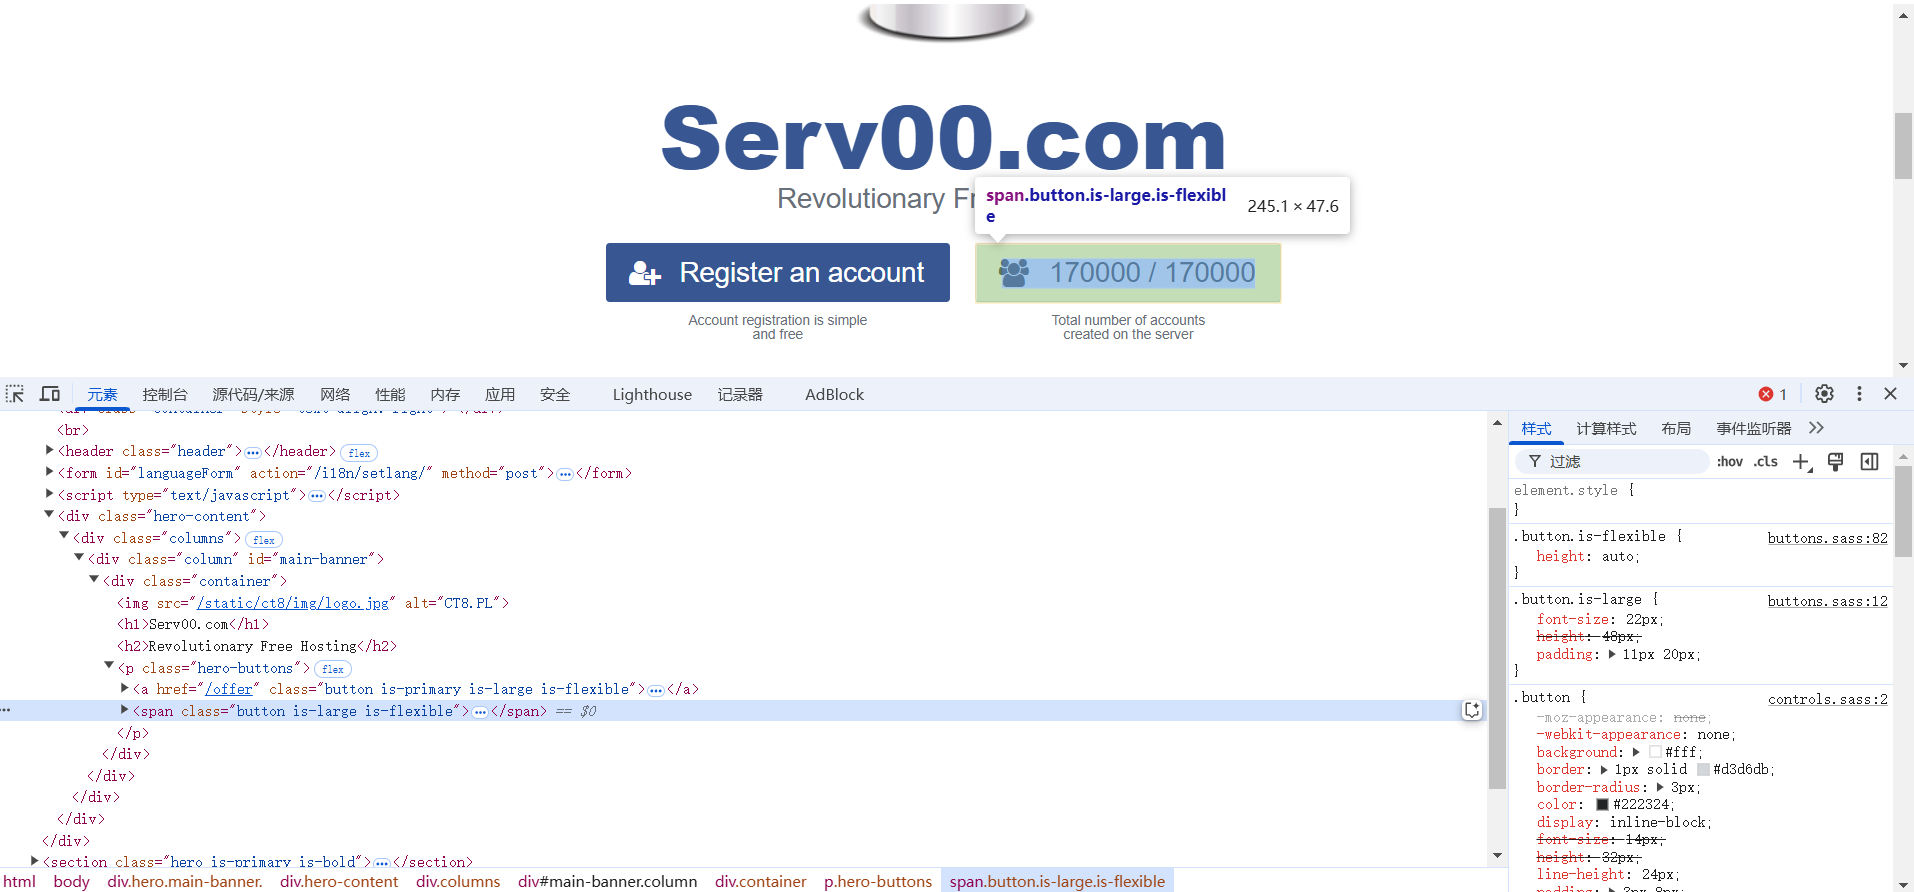 Serv00.com
Revolutionary Fr
span.button.is-large.is-flexibl
e
245.1 × 47.6
Register an account
170000 / 170000
Account registration is simple
and free
Total number of accounts
created on the server
元素 控制台 源代码/来源 网络 性能 内存 应用 安全 Lighthouse 记录器 AdBlock
1
<br>
<header class="header">…</header> flex
<form id="languageForm" action="/i18n/setlang/" method="post">…</form>
<script type="text/javascript">…</script>
<div class="hero-content">
<div class="columns"> flex
<div class="column" id="main-banner">
<div class="container">
<img src="/static/ct8/img/logo.jpg" alt="CT8.PL">
<h1>Serv00.com</h1>
<h2>Revolutionary Free Hosting</h2>
<p class="hero-buttons"> flex
<a href="/offer" class="button is-primary is-large is-flexible">…</a>
<span class="button is-large is-flexible">…</span> == $0
</p>
</div>
</div>
</div>
</div>
</div>
<section class="hero is-primary is-bold">…</section>
html body div.hero.main-banner. div.hero-content div.columns div#main-banner.column div.container p.hero-buttons span.button.is-large.is-flexible
样式 计算样式 布局 事件监听器
过滤 :hov .cls
element.style {
}
.button.is-flexible { buttons.sass:82
height: auto;
}
.button.is-large { buttons.sass:12
font-size: 22px;
height: 48px;
padding: 11px 20px;
}
.button { controls.sass:2
-moz-appearance: none;
-webkit-appearance: none;
background: #fff;
border: 1px solid #d3d6db;
border-radius: 3px;
color: #222324;
display: inline-block;
font-size: 14px;
height: 32px;
line-height: 24px;
padding: 3px 8px;